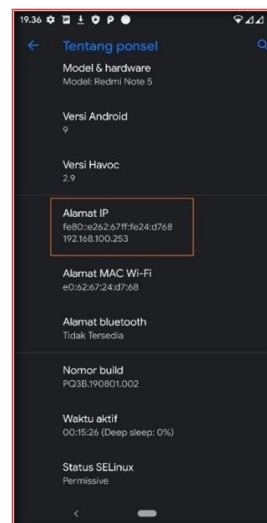 19.36
Tentang ponsel
Model & hardware
Model: Redmi Note 5
Versi Android
9
Versi Havoc
2.9
Alamat IP
fe80::e262:67ff:fe24:d768
192.168.100.253
Alamat MAC Wi-Fi
e0:62:67:24:d7:68
Alamat bluetooth
Tidak Tersedia
Nomor build
PQ3B.190801.002
Waktu aktif
00:15:26 (Deep sleep: 0%)
Status SELinux
Permissive